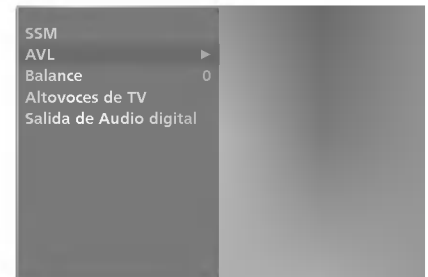 SSM
AVL ►
Balance 0
Altovoces de TV
Salida de Audio digital